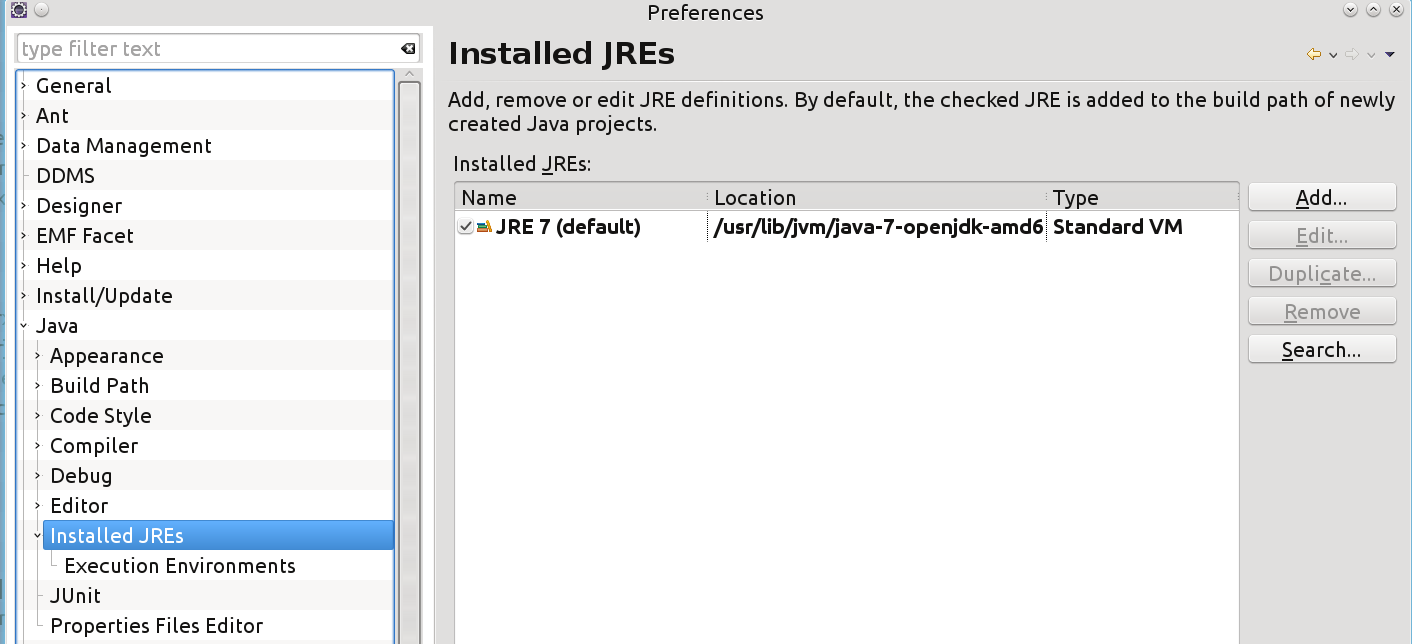 Preferences
type filter text
General
Ant
Data Management
DDMS
Designer
EMF Facet
Help
Install/Update
Java
Appearance
Build Path
Code Style
Compiler
Debug
Editor
Installed JREs
Execution Environments
JUnit
Properties Files Editor
Installed JREs
Add, remove or edit JRE definitions. By default, the checked JRE is added to the build path of newly
created Java projects.
Installed JREs:
Name Location Type
JRE 7 (default) /usr/lib/jvm/java-7-openjdk-amd6 Standard VM
Add...
Edit...
Duplicate...
Remove
Search...